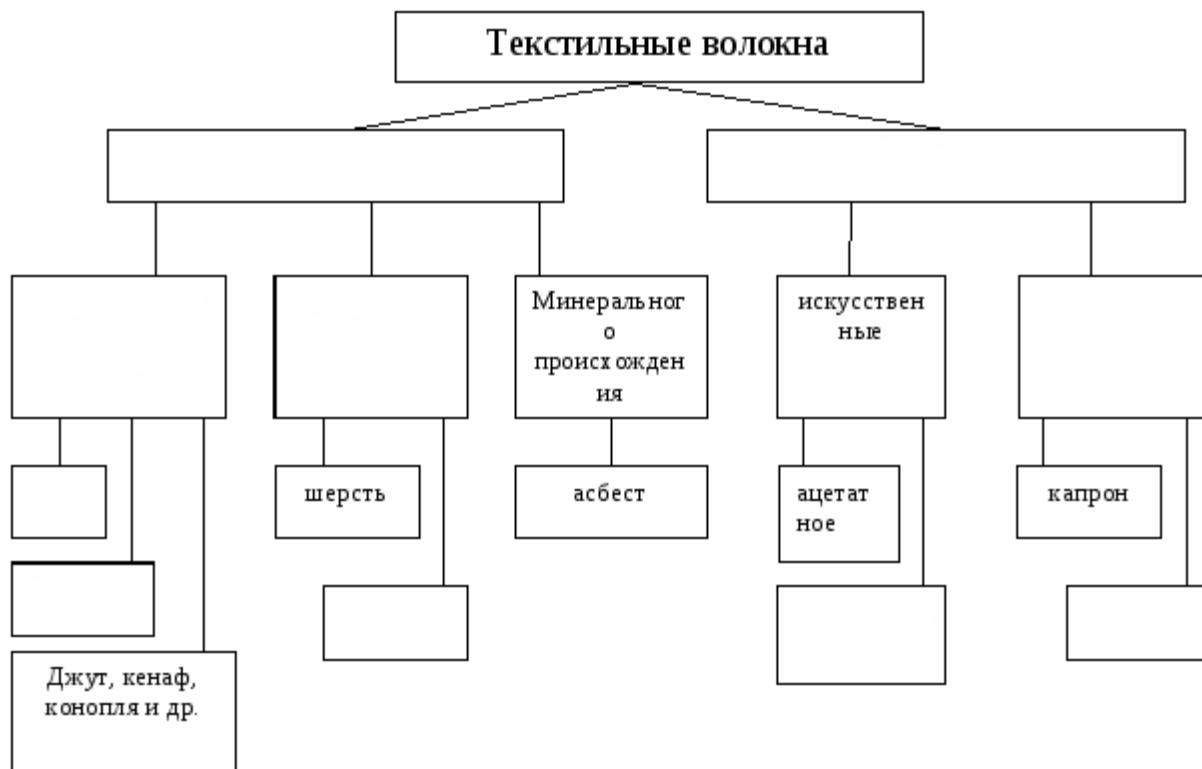 Текстильные волокна
Минеральног
о
происхожден
ия
искусствен
ные
шерсть
асбест
ацетат
ное
капрон
Джут, кенаф,
конопля и др.